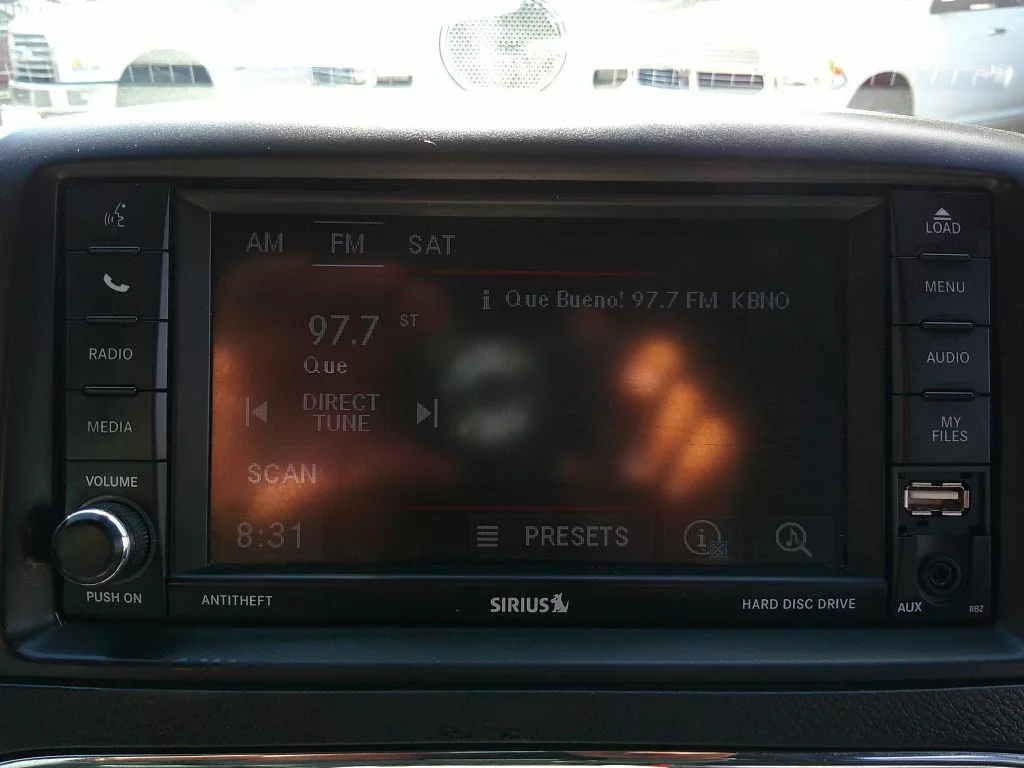 LOAD
MENU
RADIO
AUDIO
MEDIA
MY
FILES
VOLUME
PUSH ON
AM FM SAT
i Que Bueno! 97.7 FM KBNO
97.7 ST
Que
DIRECT
TUNE
SCAN
8:31 PRESETS i
ANTITHEFT SIRIUS HARD DISC DRIVE
AUX RBZ